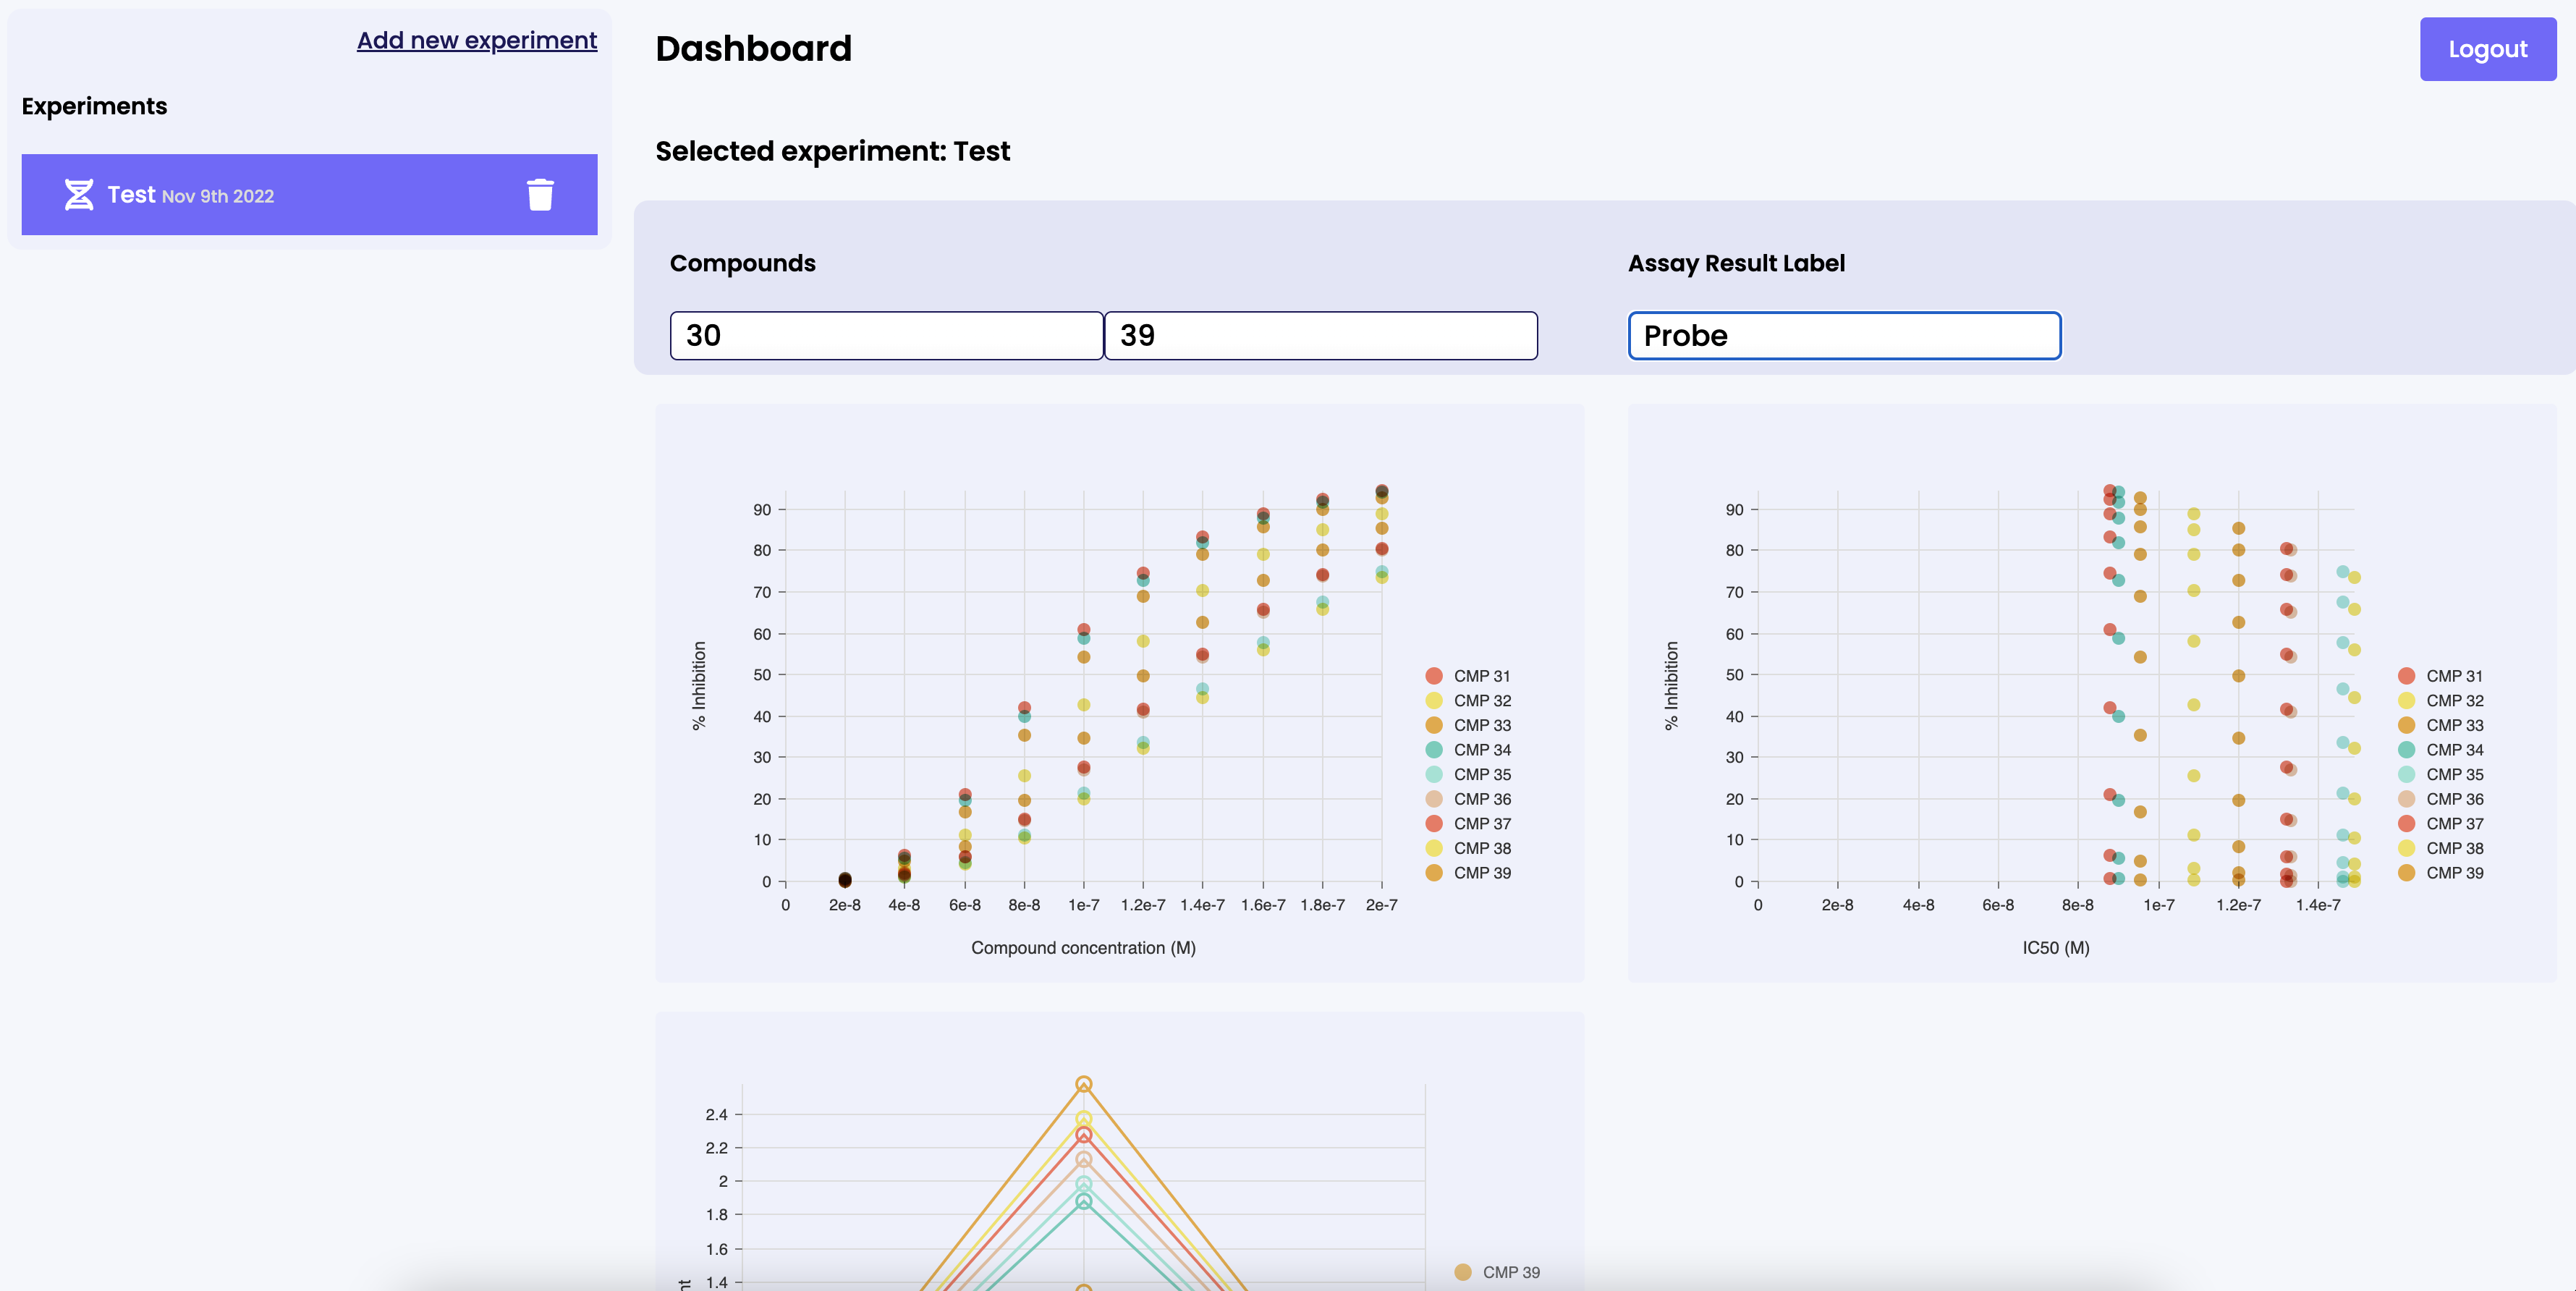 Add new experiment
Experiments
Test Nov 9th 2022
Dashboard
Logout
Selected experiment: Test
Compounds
30
39
Assay Result Label
Probe
% Inhibition
90
80
70
60
50
40
30
20
10
0
0 2e-8 4e-8 6e-8 8e-8 1e-7 1.2e-7 1.4e-7 1.6e-7 1.8e-7 2e-7
Compound concentration (M)
CMP 31
CMP 32
CMP 33
CMP 34
CMP 35
CMP 36
CMP 37
CMP 38
CMP 39
% Inhibition
90
80
70
60
50
40
30
20
10
0
0 2e-8 4e-8 6e-8 8e-8 1e-7 1.2e-7 1.4e-7
IC50 (M)
CMP 31
CMP 32
CMP 33
CMP 34
CMP 35
CMP 36
CMP 37
CMP 38
CMP 39
2.4
2.2
2
1.8
1.6
1.4
CMP 39